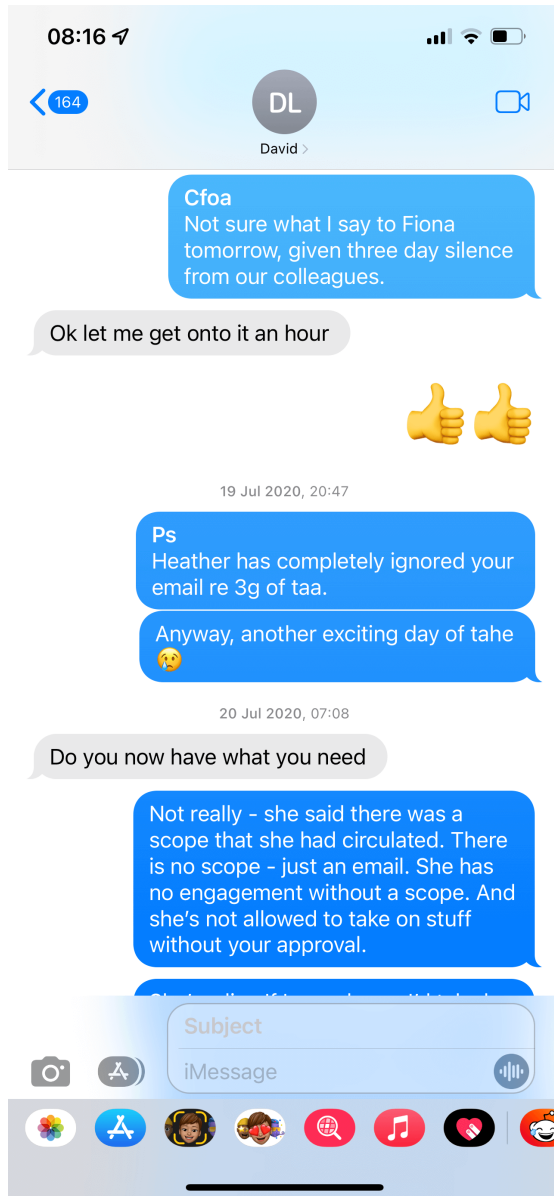 08:16
164
DL
David
Cfoa
Not sure what I say to Fiona
tomorrow, given three day silence
from our colleagues.
Ok let me get onto it an hour
19 Jul 2020, 20:47
Ps
Heather has completely ignored your
email re 3g of taa.
Anyway, another exciting day of tahe
20 Jul 2020, 07:08
Do you now have what you need
Not really - she said there was a
scope that she had circulated. There
is no scope - just an email. She has
no engagement without a scope. And
she's not allowed to take on stuff
without your approval.
Subject
iMessage